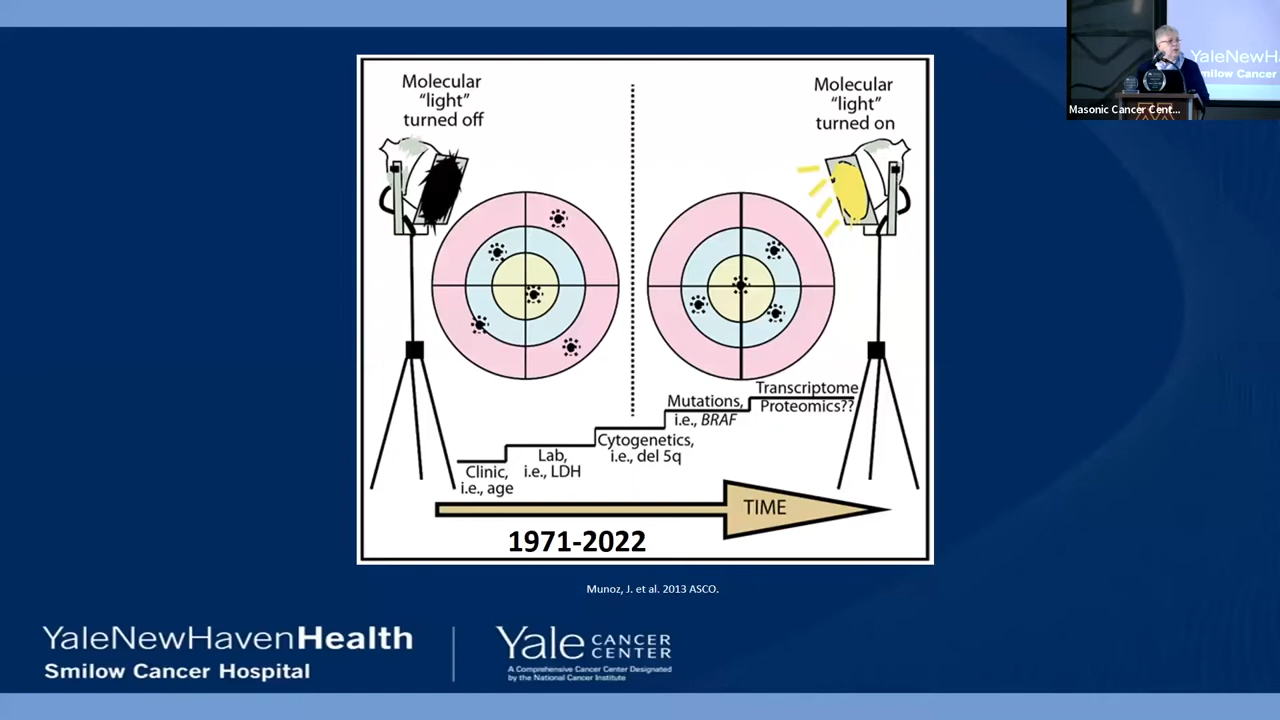 Molecular
"light"
turned off
Molecular
"light"
turned on
Transcriptome
Proteomics??
Mutations,
i.e., BRAF
Cytogenetics,
i.e., del 5q
Lab,
i.e., LDH
Clinic,
i.e., age
TIME
1971-2022
Munoz, J. et al. 2013 ASCO.
YaleNewHavenHealth
Smilow Cancer Hospital
Yale CANCER
CENTER
A Comprehensive Cancer Center Designated
by the National Cancer Institute
YaleNewHa
Smilow Cancer
Masonic Cancer Cent...
M